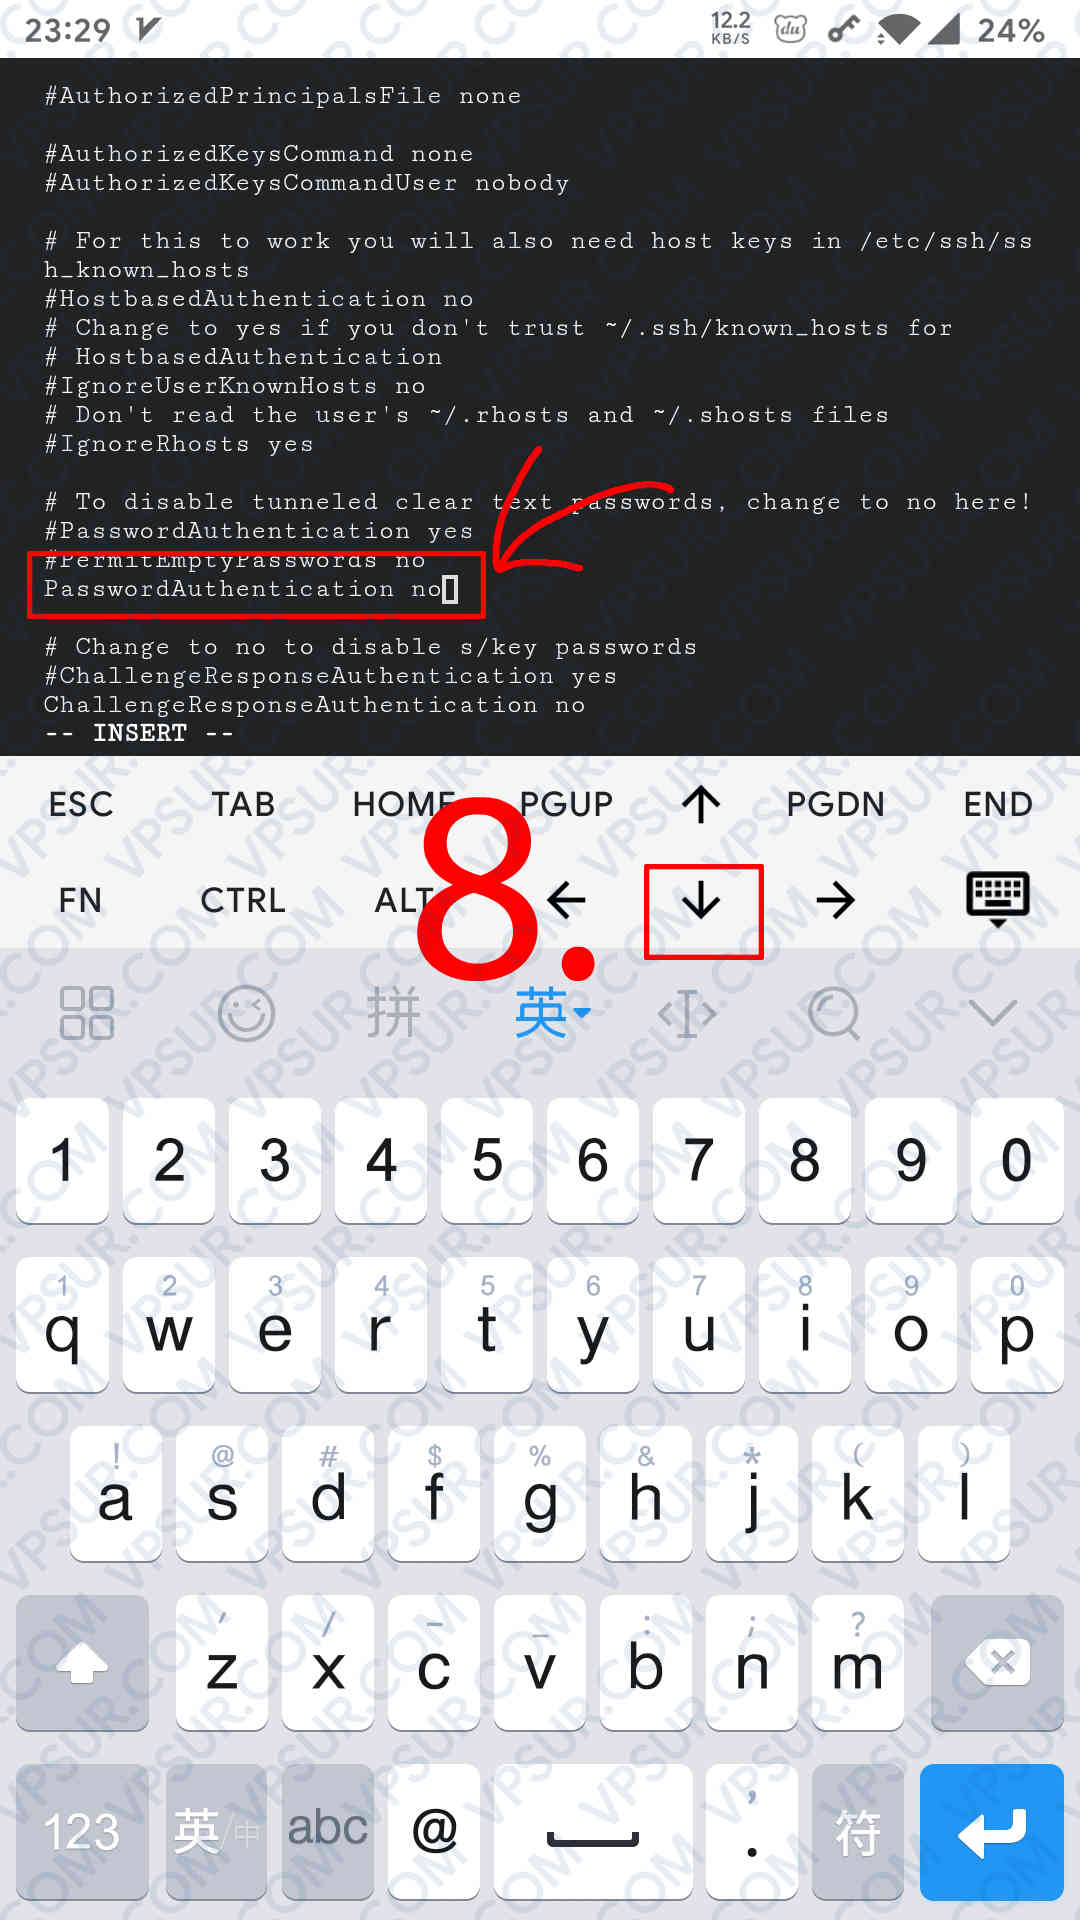 23:29 12.2 KB/S du 24%
#AuthorizedPrincipalsFile none
#AuthorizedKeysCommand none
#AuthorizedKeysCommandUser nobody
# For this to work you will also need host keys in /etc/ssh/ss
h_known_hosts
#HostbasedAuthentication no
# Change to yes if you don't trust ~/.ssh/known_hosts for
# HostbasedAuthentication
#IgnoreUserKnownHosts no
# Don't read the user's ~/.rhosts and ~/.shosts files
#IgnoreRhosts yes
# To disable tunneled clear text passwords, change to no here!
#PasswordAuthentication yes
#PermitEmptyPasswords no
PasswordAuthentication no
# Change to no to disable s/key passwords
#ChallengeResponseAuthentication yes
ChallengeResponseAuthentication no
-- INSERT --
ESC TAB HOME PGUP ↑ PGDN END
FN CTRL ALT ← ↓ →
8.
拼 英
1 2 3 4 5 6 7 8 9 0
1 2 3 4 5 6 7 8 9 0
q w e r t y u i o p
! @ # $ % & * ( )
a s d f g h j k l
' / - _ : ; ?
z x c v b n m
123 英/中 abc @ , . 符
VPSUR.COM